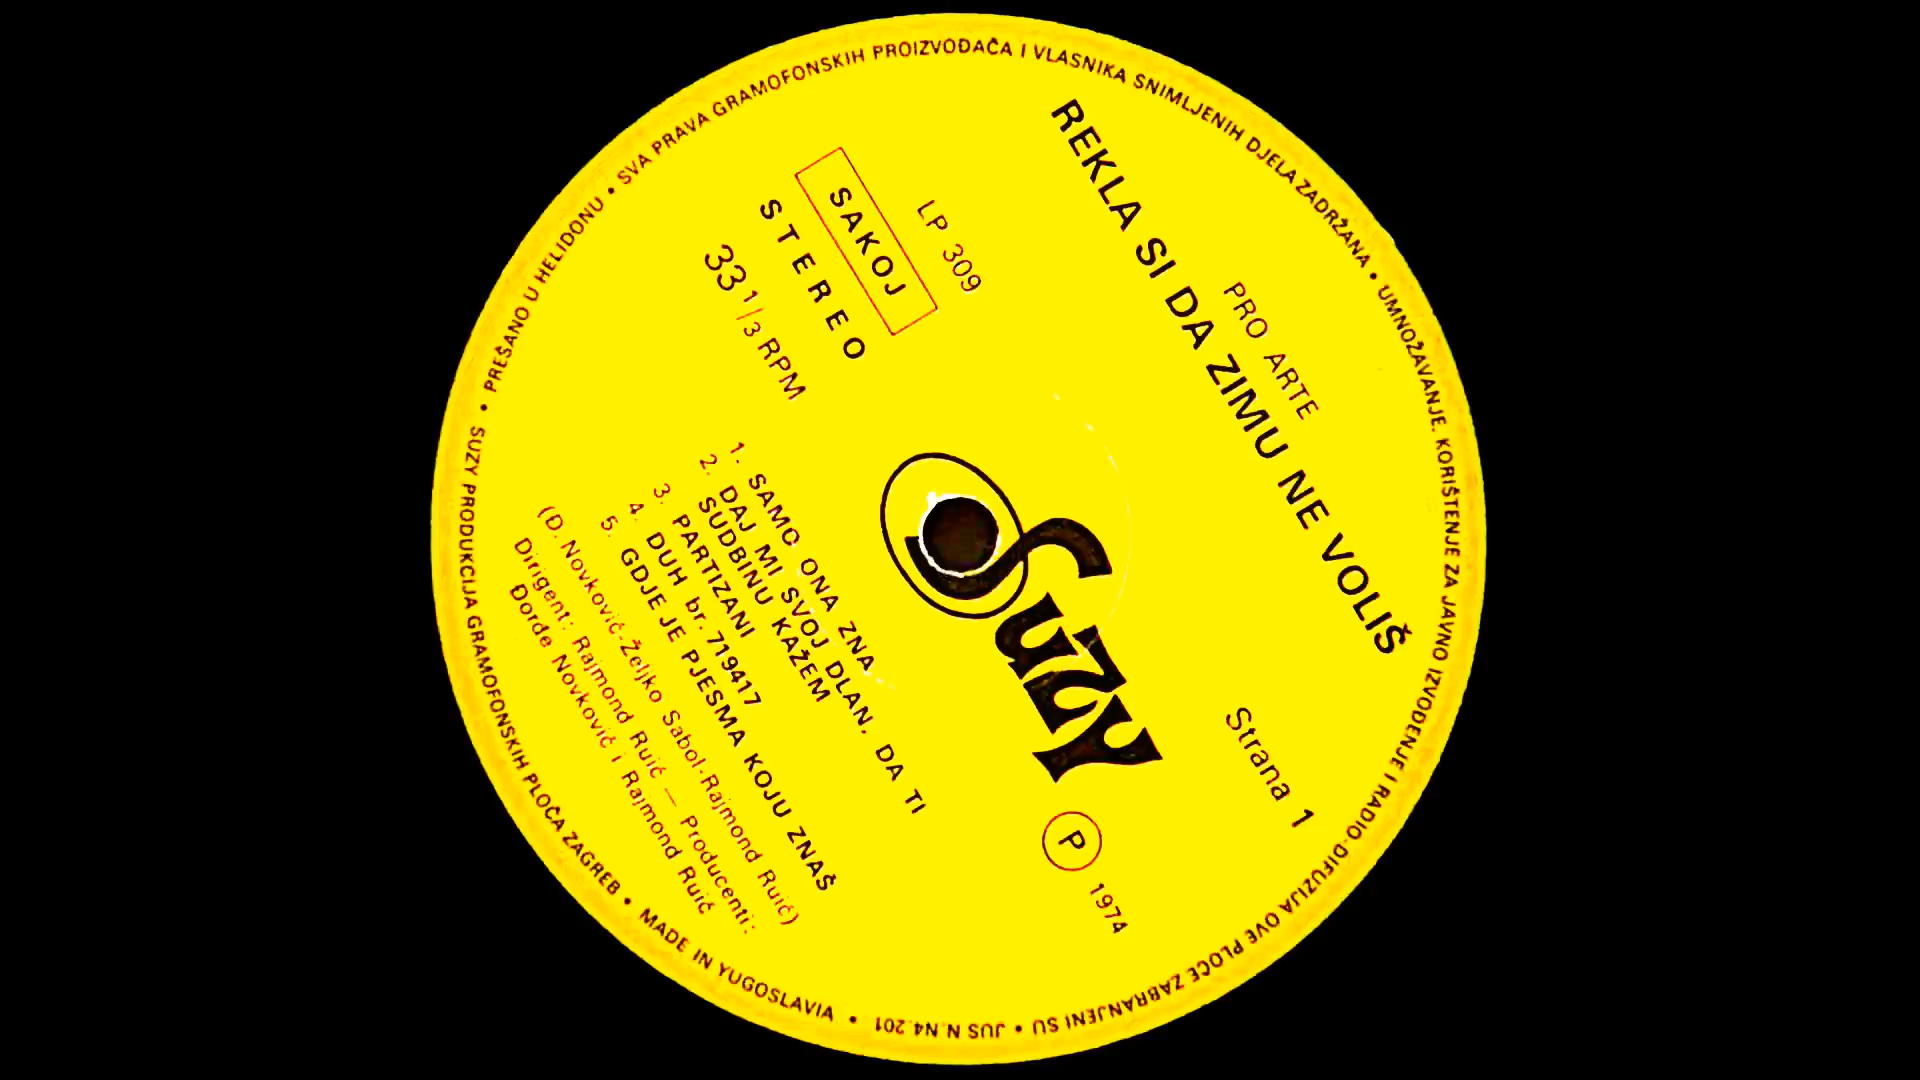 PRO ARTE
REKLA SI DA ZIMU NE VOLIŠ
Strana 1
LP 309
SAKOJ
STEREO
33 1/3 RPM
Suzy
P 1974
1. SAMO ONA ZNA
2. DAJ MI SVOJ DLAN, DA TI
SUDBINU KAŽEM
3. PARTIZANI
4. DUH br. 719417
5. GDJE JE PJESMA KOJU ZNAŠ
(Đ. Novković-Željko Sabol-Rajmond Ruić)
Dirigent: Rajmond Ruić — Producenti:
Đorđe Novković i Rajmond Ruić
SUZY PRODUKCIJA GRAMOFONSKIH PLOČA ZAGREB • MADE IN YUGOSLAVIA • JUS N.N4.201 • PREŠANO U HELIDONU • SVA PRAVA GRAMOFONSKIH PROIZVOĐAČA I VLASNIKA SNIMLJENIH DJELA ZADRŽANA • UMNOŽAVANJE, KORIŠTENJE ZA JAVNO IZVOĐENJE I RADIO-DIFUZIJA OVE PLOČE ZABRANJENI SU •